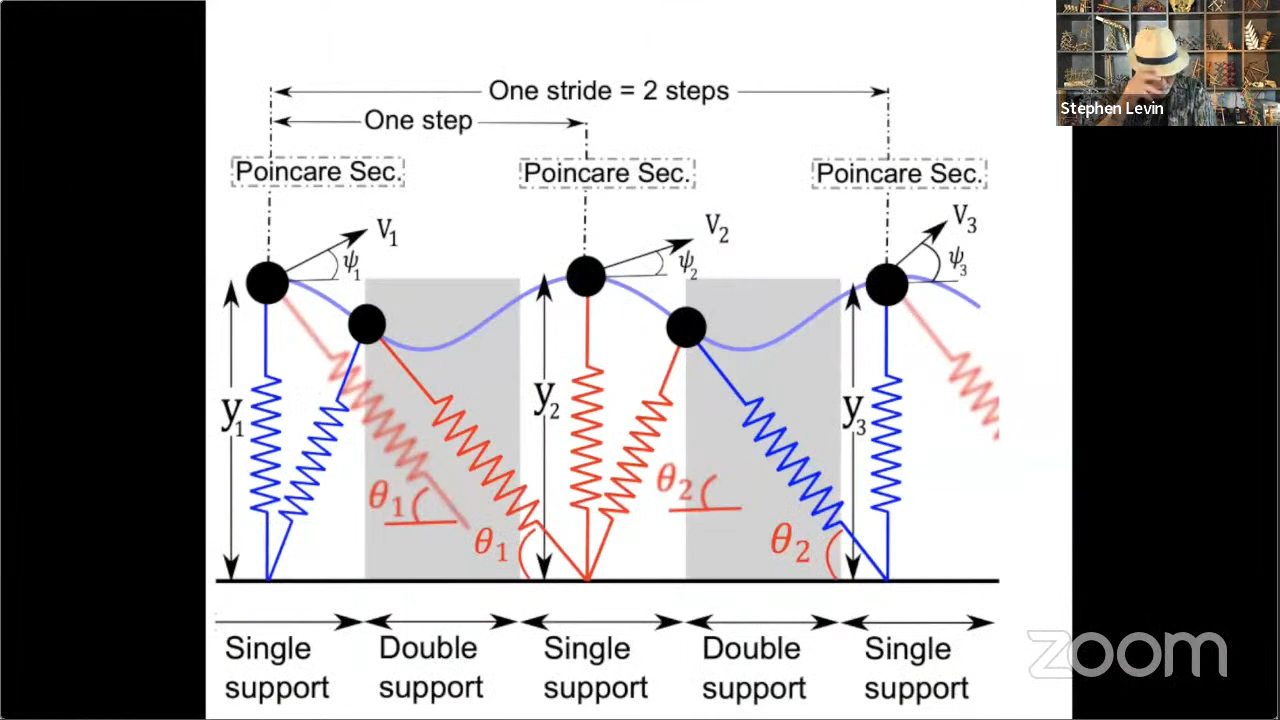 Stephen Levin
One stride = 2 steps
One step
Poincare Sec.
Poincare Sec.
Poincare Sec.
V1
ψ1
V2
ψ2
V3
ψ3
y1
y2
y3
θ1
θ1
θ2
θ2
Single support
Double support
Single support
Double support
Single support
zoom